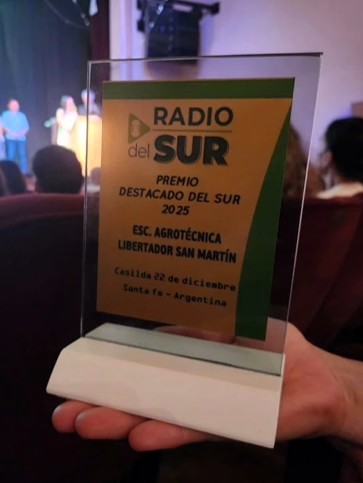 RADIO
del SUR
PREMIO
DESTACADO DEL SUR
2025
ESC. AGROTÉCNICA
LIBERTADOR SAN MARTÍN
Casilda 22 de diciembre
Santa fe - Argentina